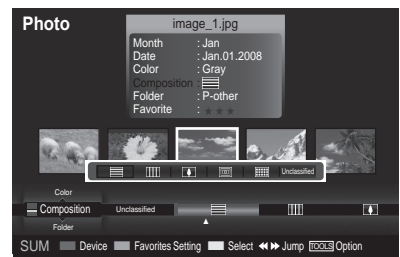 Photo
image_1.jpg
Month : Jan
Date : Jan.01.2008
Color : Gray
Composition :
Folder : P-other
Favorite : ★ ★ ★
Unclassified
Color
Composition Unclassified
Folder
SUM Device Favorites Setting Select ◀◀ ▶▶ Jump TOOLS Option